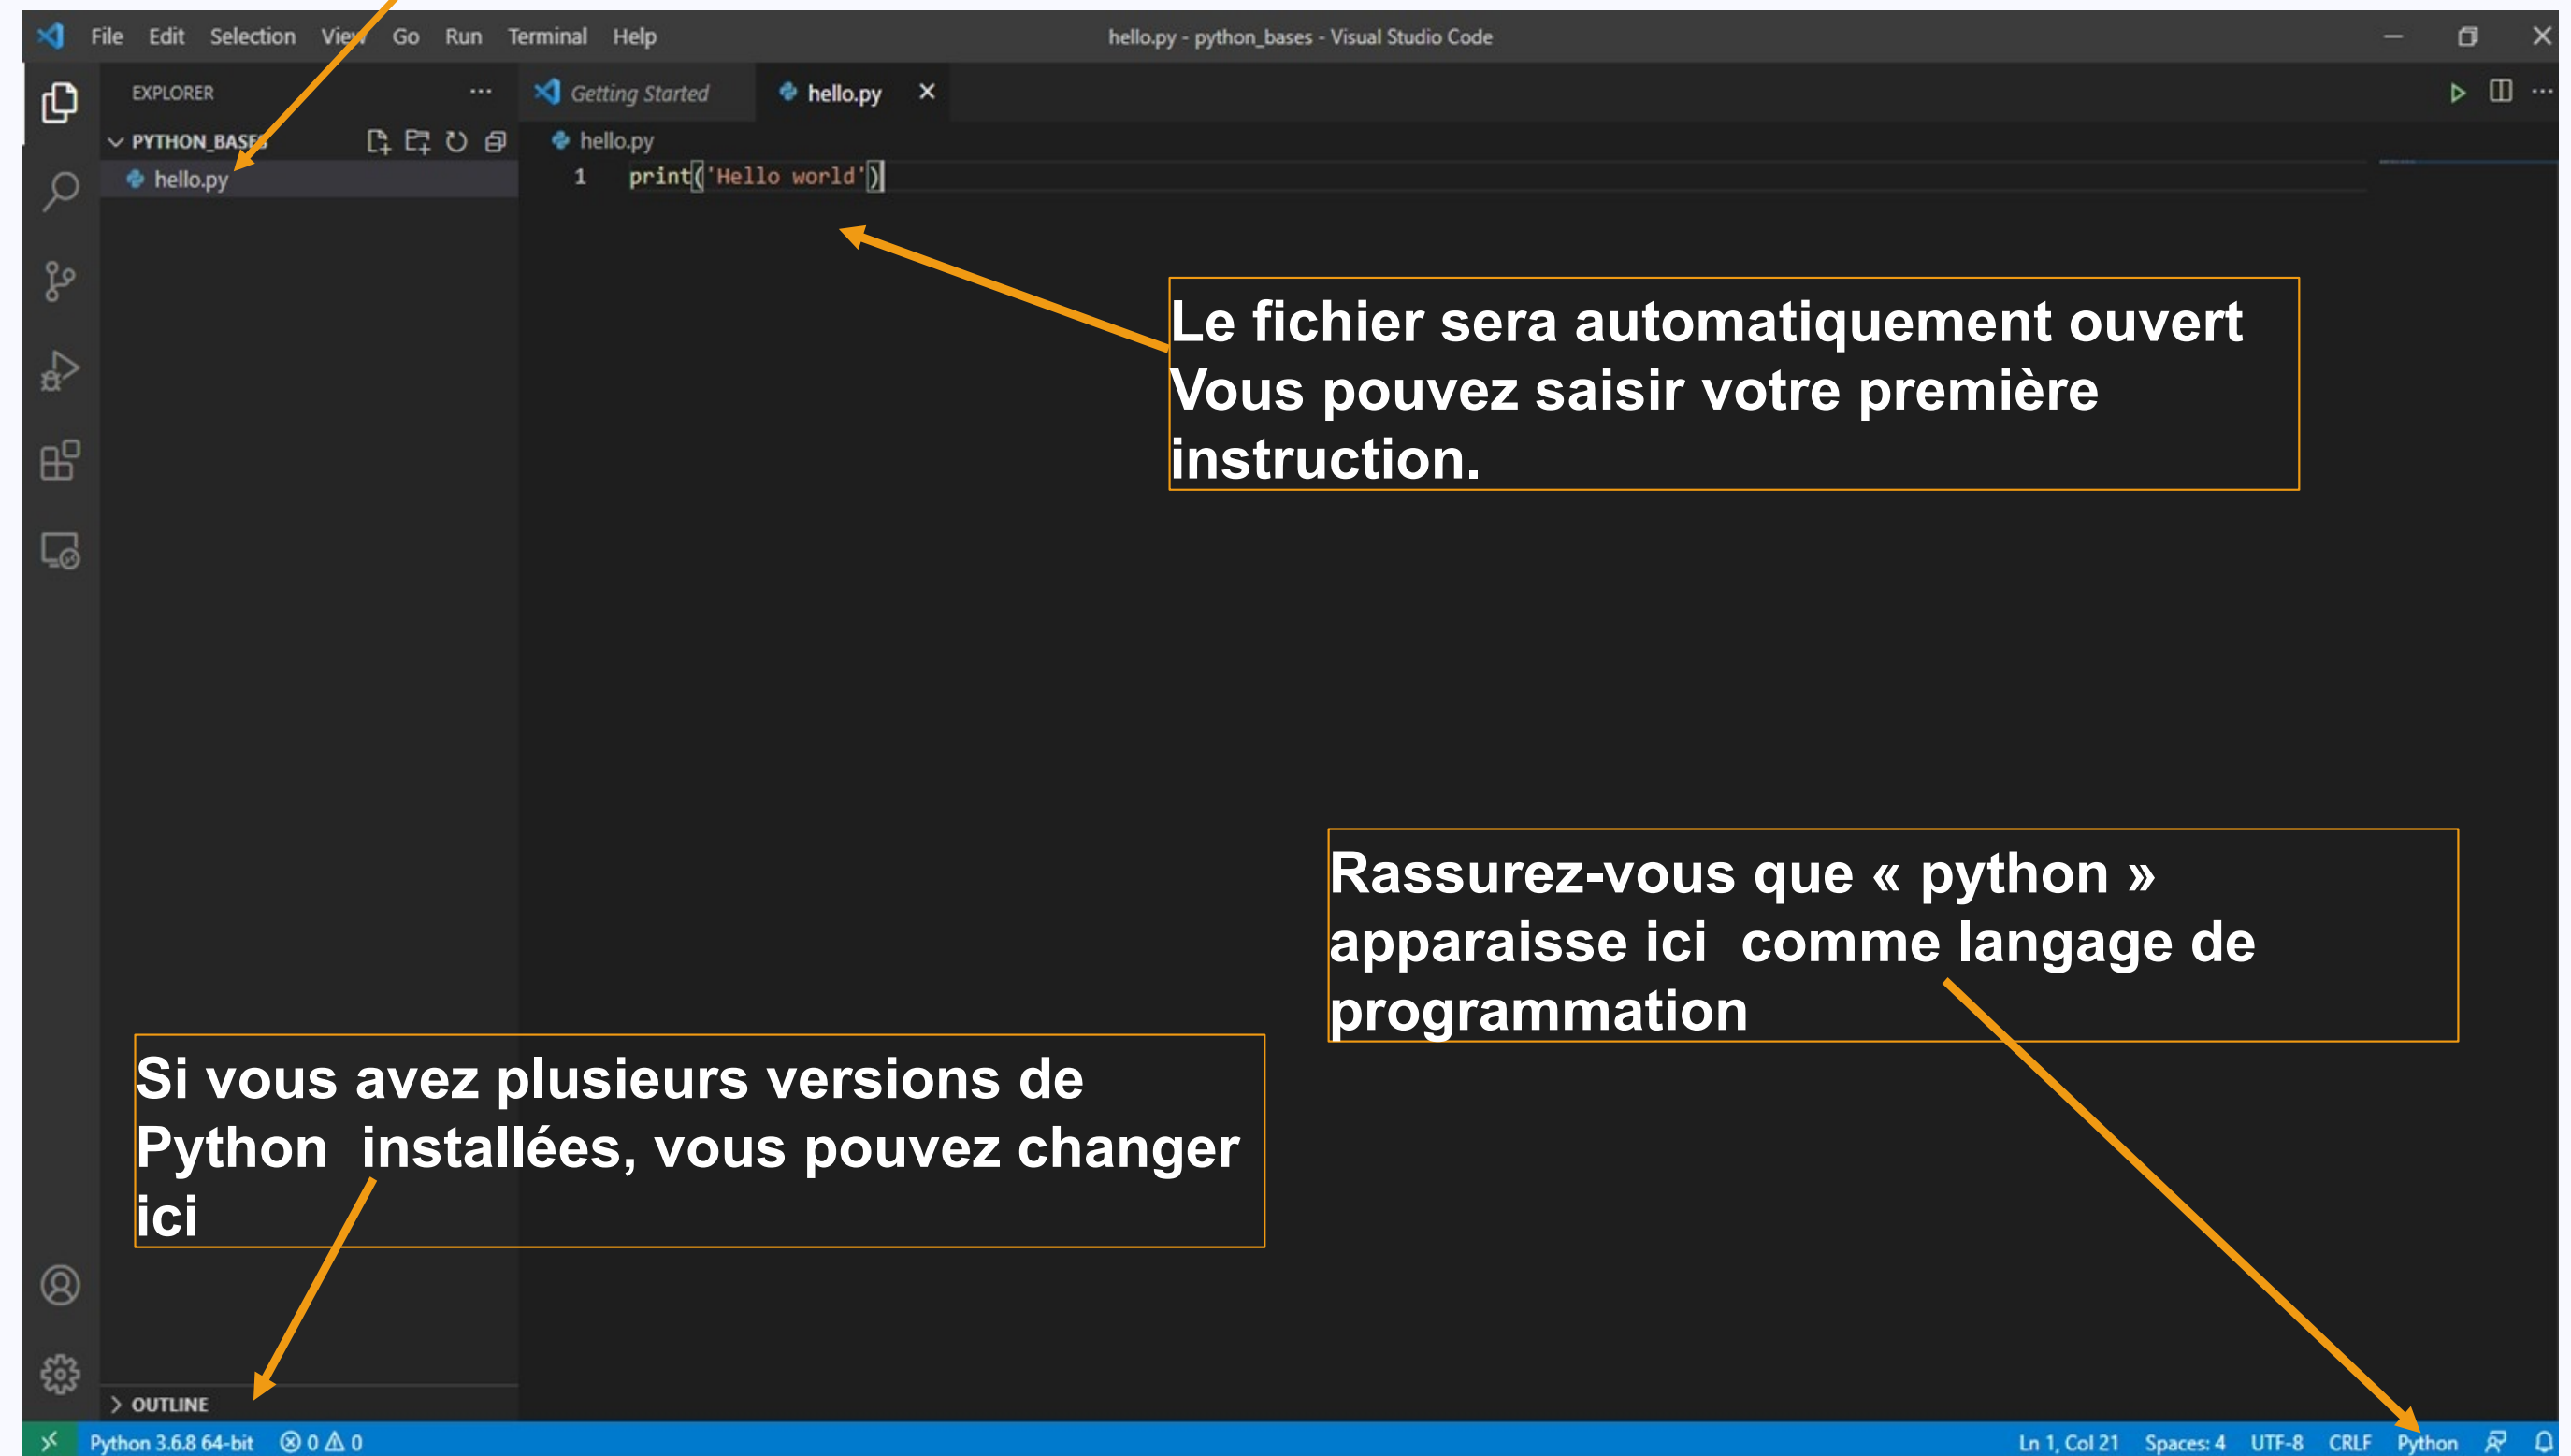 File Edit Selection View Go Run Terminal Help
hello.py - python_bases - Visual Studio Code
EXPLORER
Getting Started
hello.py
PYTHON_BASES
hello.py
hello.py
1 print('Hello world')
Le fichier sera automatiquement ouvert
Vous pouvez saisir votre première
instruction.
Rassurez-vous que « python »
apparaisse ici comme langage de
programmation
Si vous avez plusieurs versions de
Python installées, vous pouvez changer
ici
OUTLINE
Python 3.6.8 64-bit 0 0
Ln 1, Col 21 Spaces: 4 UTF-8 CRLF Python